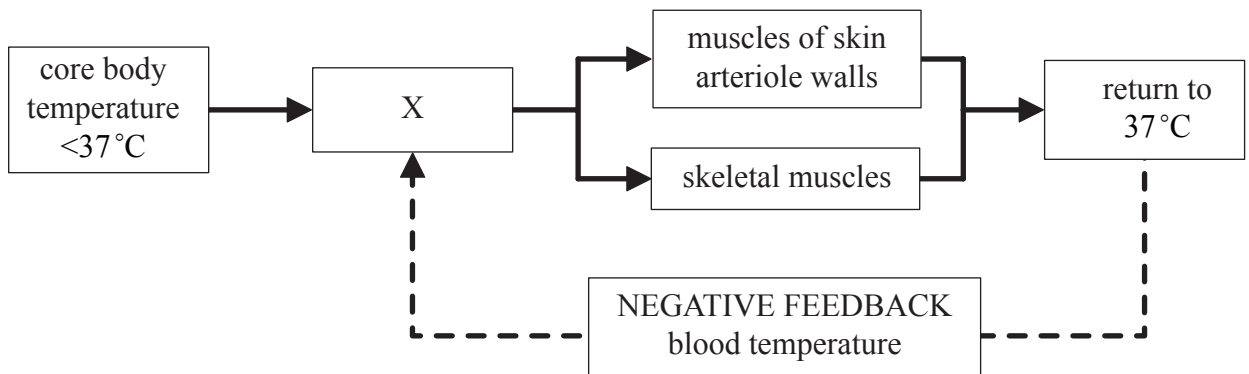 core body
temperature
<37 °C
X
muscles of skin
arteriole walls
skeletal muscles
return to
37 °C
NEGATIVE FEEDBACK
blood temperature